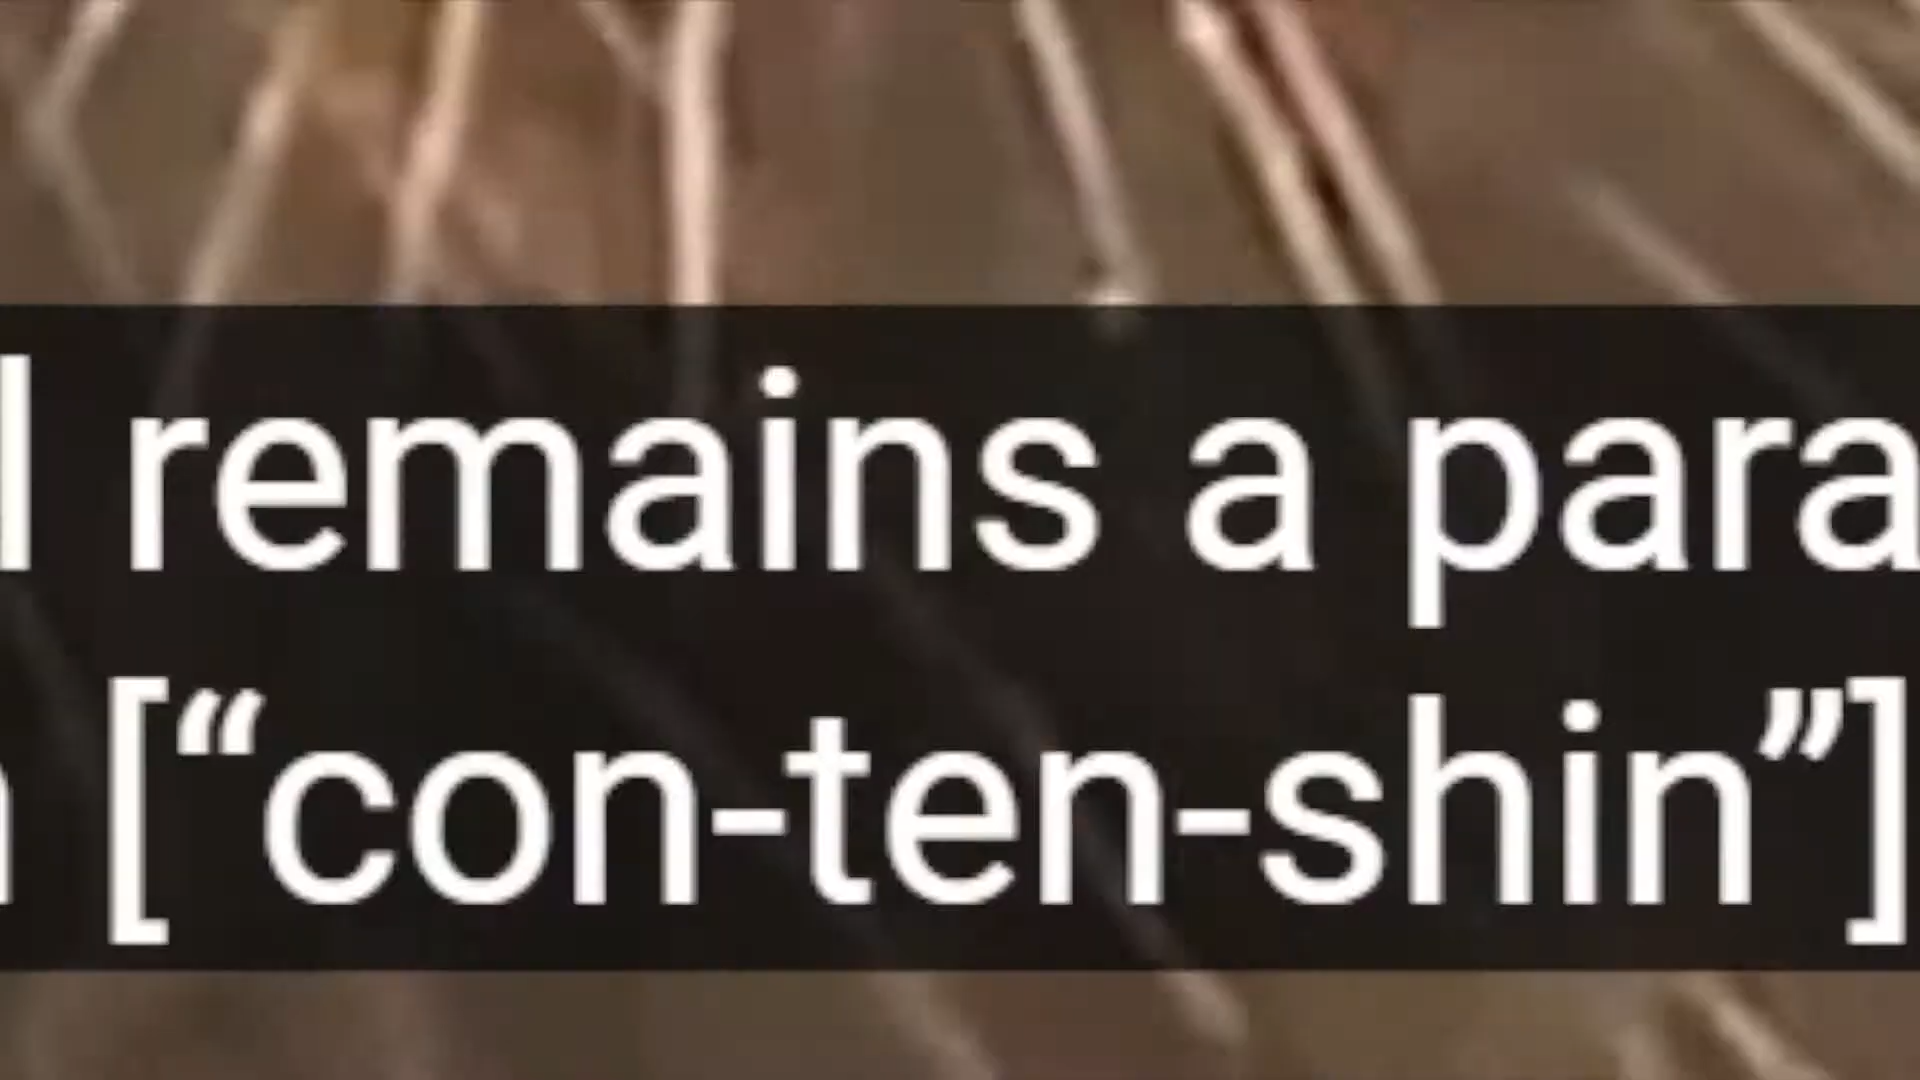 l remains a para
[“con-ten-shin”]